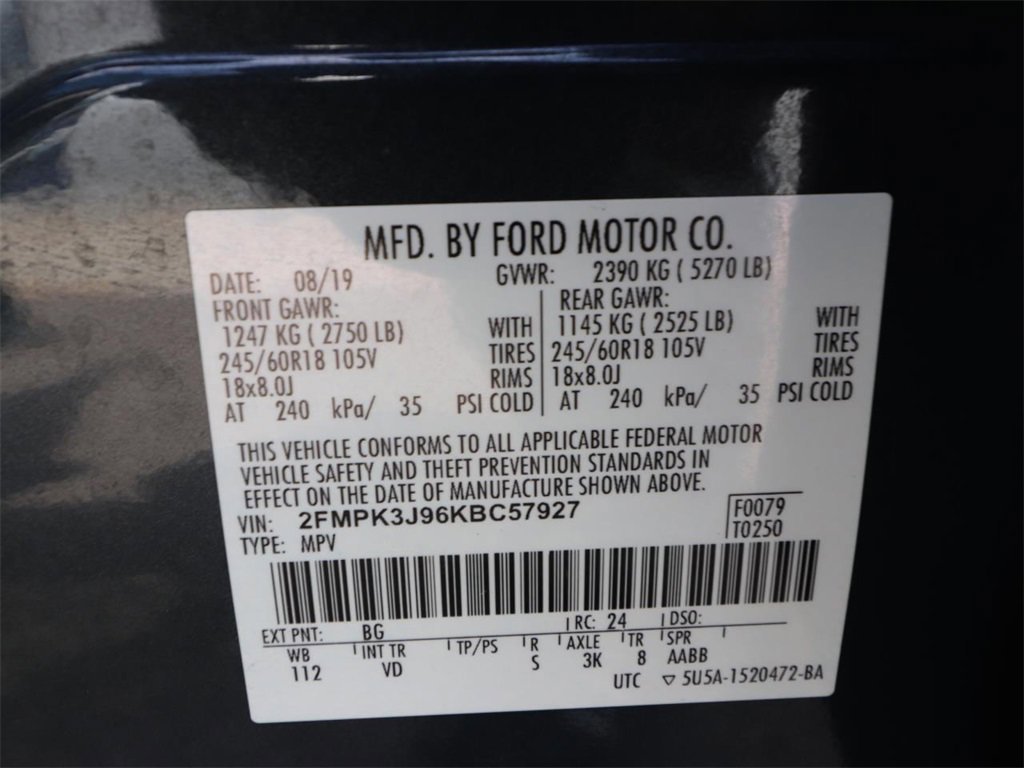 MFD. BY FORD MOTOR CO.
DATE: 08/19 GVWR: 2390 KG ( 5270 LB)
FRONT GAWR: REAR GAWR:
1247 KG ( 2750 LB) WITH 1145 KG ( 2525 LB) WITH
245/60R18 105V TIRES 245/60R18 105V TIRES
18x8.0J RIMS 18x8.0J RIMS
AT 240 kPa/ 35 PSI COLD AT 240 kPa/ 35 PSI COLD
THIS VEHICLE CONFORMS TO ALL APPLICABLE FEDERAL MOTOR
VEHICLE SAFETY AND THEFT PREVENTION STANDARDS IN
EFFECT ON THE DATE OF MANUFACTURE SHOWN ABOVE.
VIN: 2FMPK3J96KBC57927 F0079
TYPE: MPV T0250
EXT PNT: BG RC: 24 DSO:
WB INT TR TP/PS R AXLE TR SPR
112 VD S 3K 8 AABB
UTC ▽ 5U5A-1520472-BA